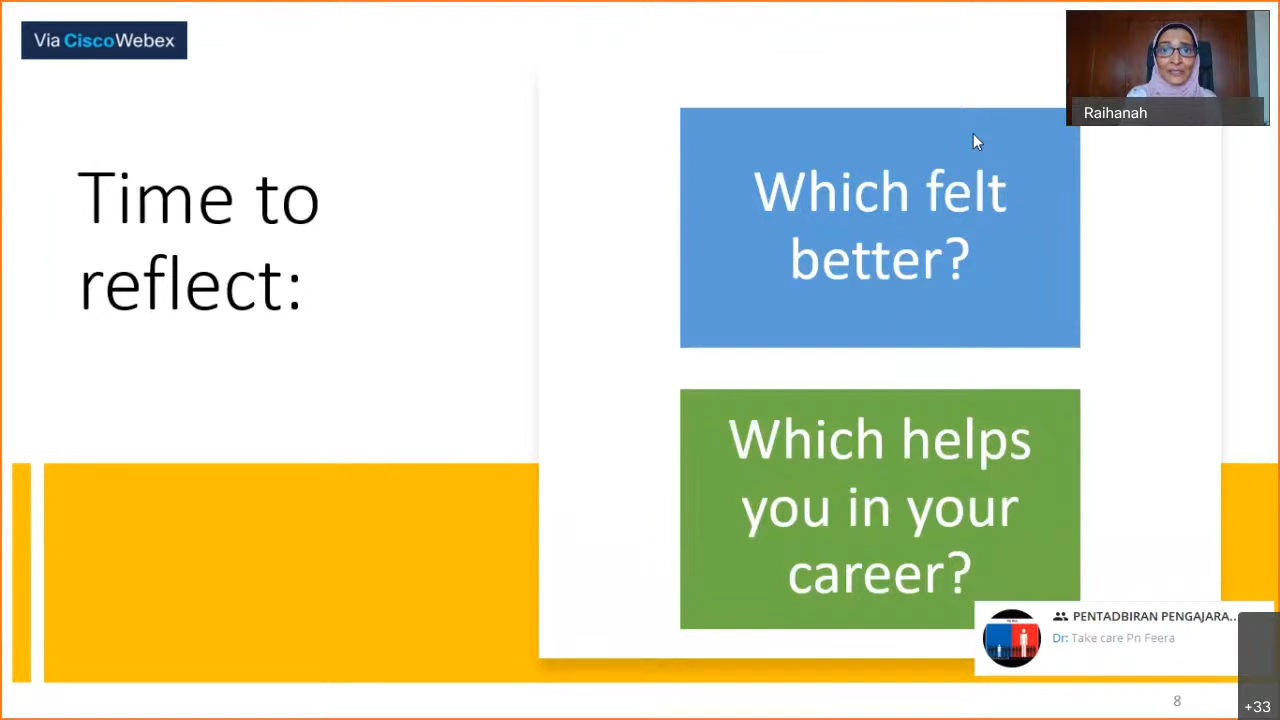 Via CiscoWebex
Raihanah
Time to
reflect:
Which felt
better?
Which helps
you in your
career?
PENTADBIRAN PENGAJARA...
Dr: Take care Pn Feera
8
+33